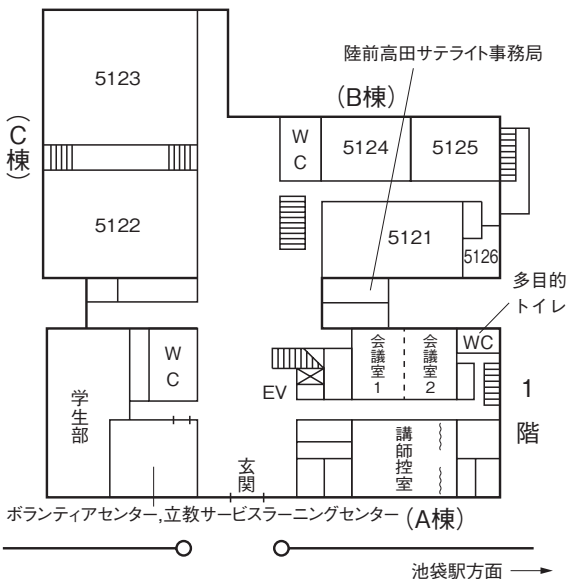 5123
陸前高田サテライト事務局
(B棟)
(C棟)
WC
5124
5125
5122
5121
5126
多目的
トイレ
WC
会議室1
会議室2
WC
学生部
EV
1階
講師控室
玄関
ボランティアセンター,立教サービスラーニングセンター
(A棟)
池袋駅方面